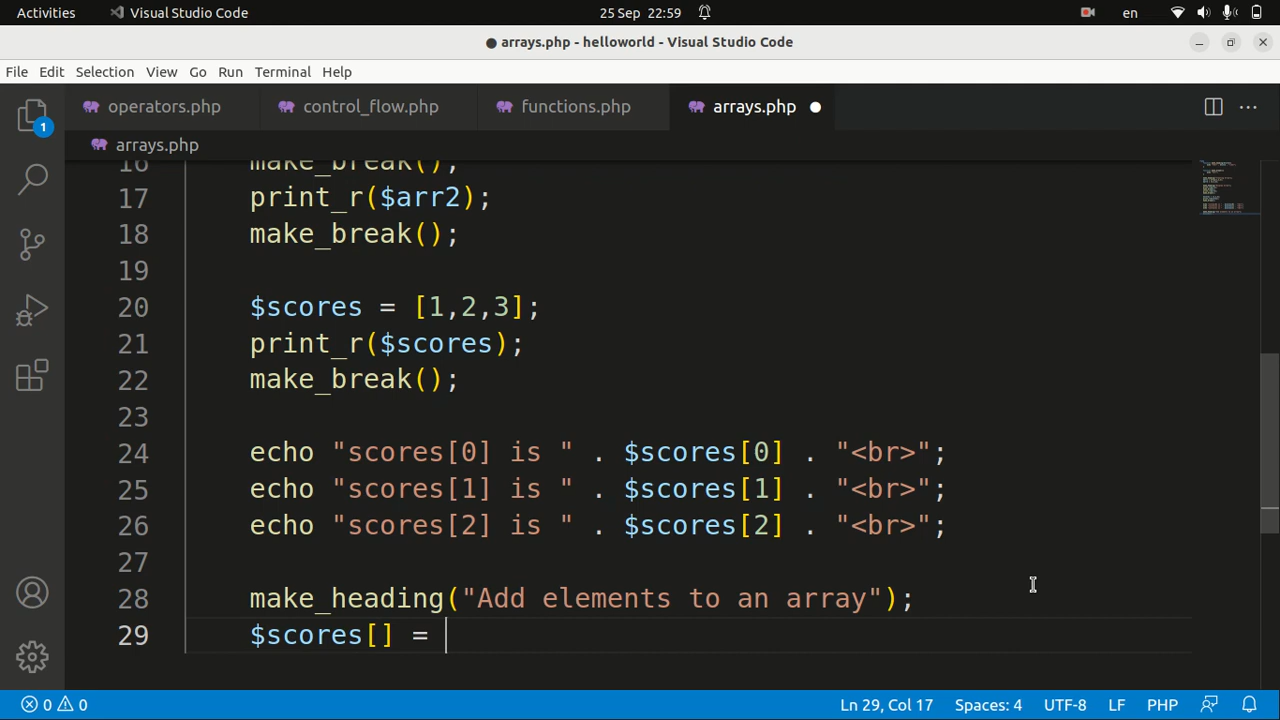 Activities Visual Studio Code 25 Sep 22:59 en
arrays.php - helloworld - Visual Studio Code
File Edit Selection View Go Run Terminal Help
operators.php control_flow.php functions.php arrays.php
arrays.php
1
16 make_break();
17 print_r($arr2);
18 make_break();
19
20 $scores = [1,2,3];
21 print_r($scores);
22 make_break();
23
24 echo "scores[0] is " . $scores[0] . "<br>";
25 echo "scores[1] is " . $scores[1] . "<br>";
26 echo "scores[2] is " . $scores[2] . "<br>";
27
28 make_heading("Add elements to an array");
29 $scores[] =
0 0 Ln 29, Col 17 Spaces: 4 UTF-8 LF PHP